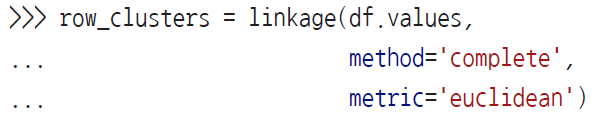 >>> row_clusters = linkage(df.values,
...                        method='complete',
...                        metric='euclidean')